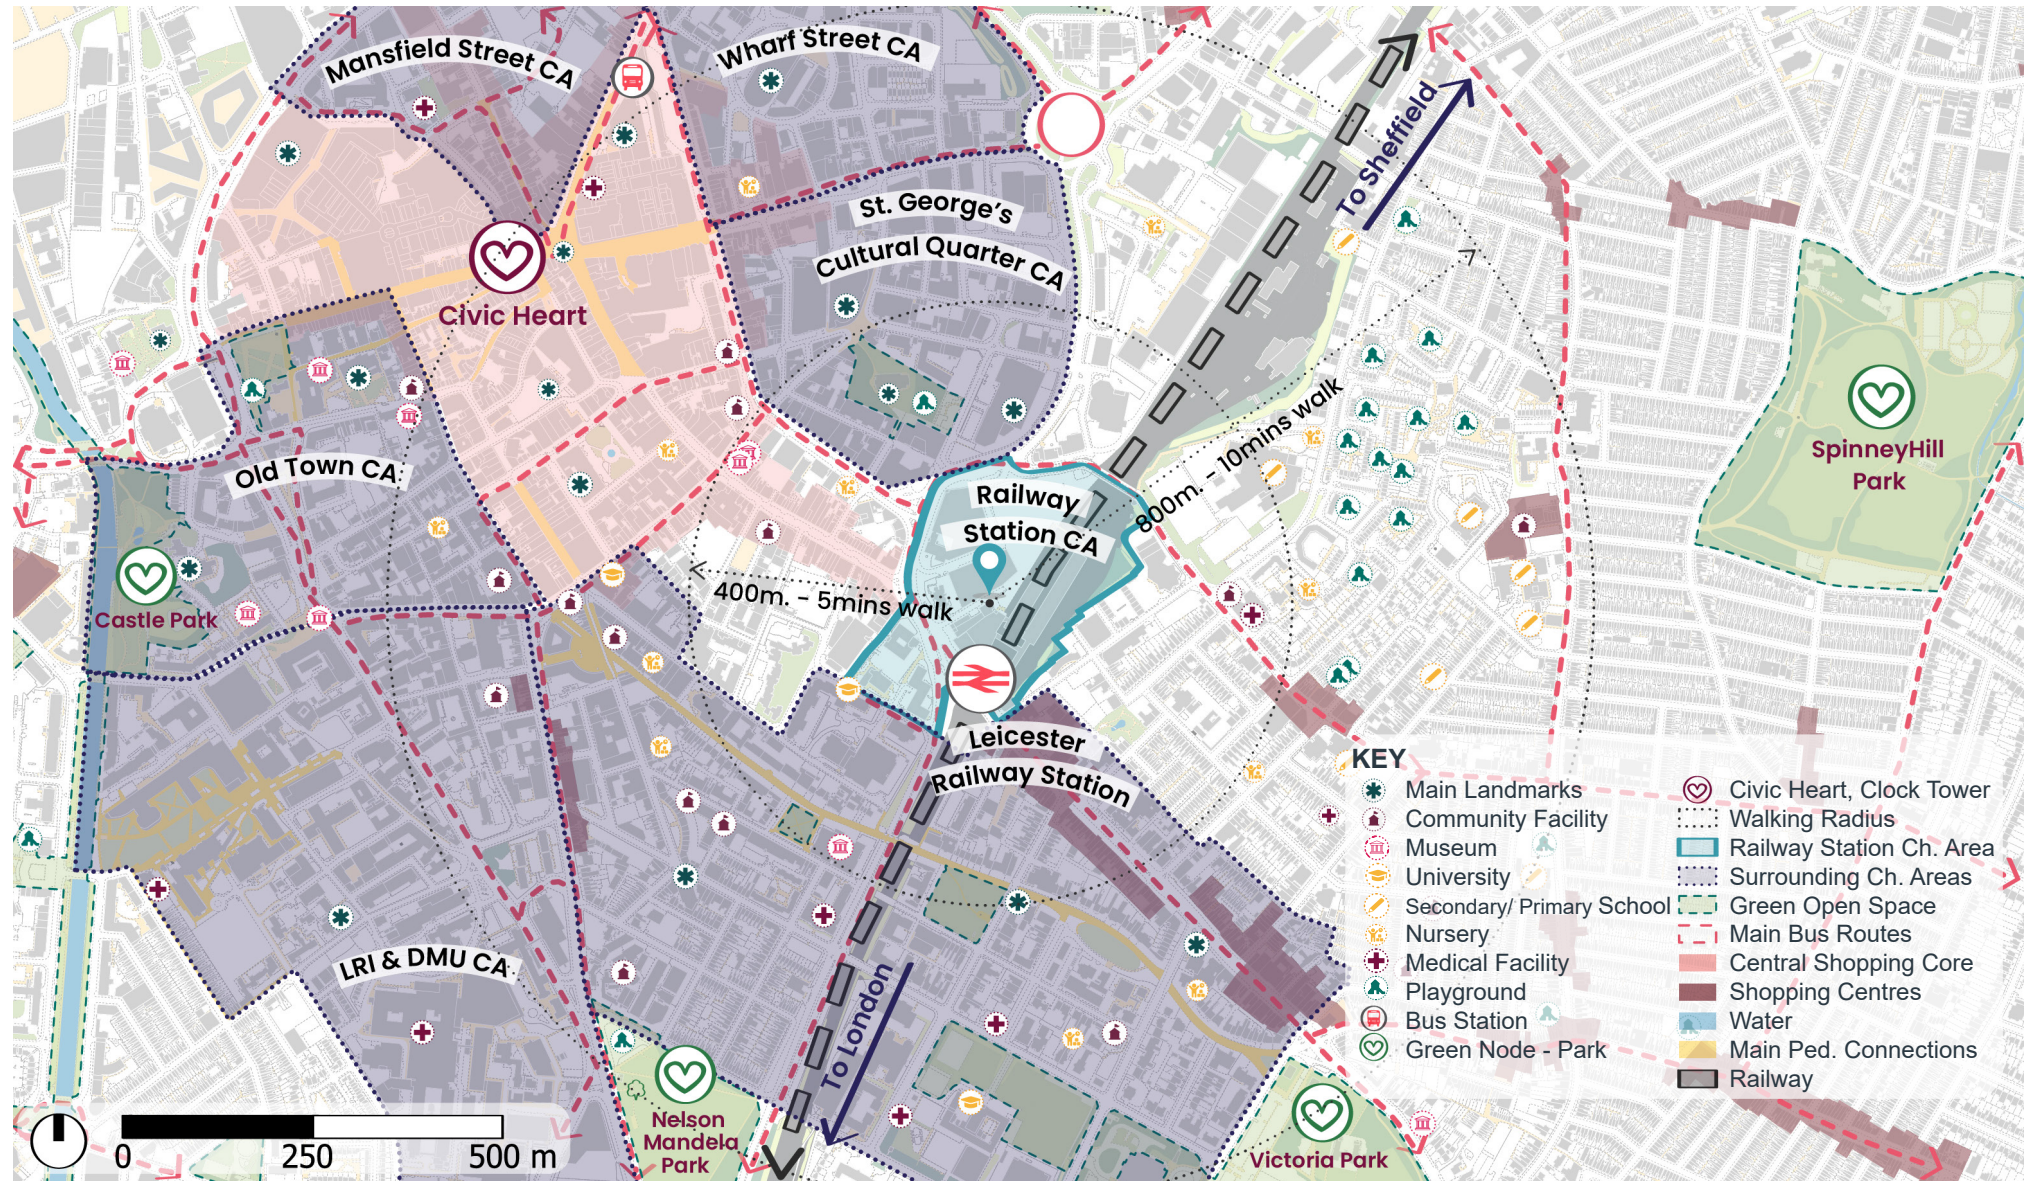 Mansfield Street CA
Wharf Street CA
To Sheffield
St. George's
Cultural Quarter CA
Civic Heart
800m. - 10mins walk
SpinneyHill
Park
Old Town CA
Railway
Station CA
400m. - 5mins walk
Castle Park
Leicester
Railway Station
LRI & DMU CA
To London
Nelson
Mandela
Park
Victoria Park
0 250 500 m
KEY
Main Landmarks
Community Facility
Museum
University
Secondary/ Primary School
Nursery
Medical Facility
Playground
Bus Station
Green Node - Park
Civic Heart, Clock Tower
Walking Radius
Railway Station Ch. Area
Surrounding Ch. Areas
Green Open Space
Main Bus Routes
Central Shopping Core
Shopping Centres
Water
Main Ped. Connections
Railway